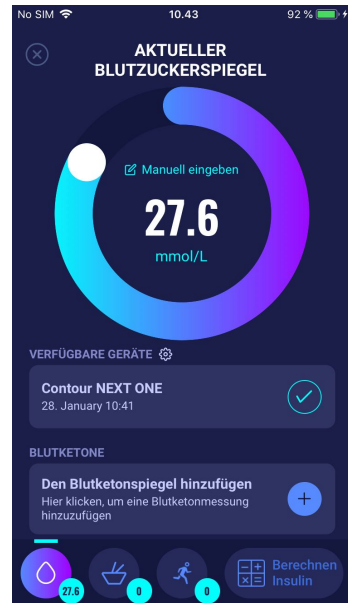 No SIM 10.43 92 %
AKTUELLER
BLUTZUCKERSPIEGEL
Manuell eingeben
27.6
mmol/L
VERFÜGBARE GERÄTE
Contour NEXT ONE
28. January 10:41
BLUTKETONE
Den Blutketonspiegel hinzufügen
Hier klicken, um eine Blutketonmessung
hinzuzufügen
27.6 0 0 Berechnen
Insulin